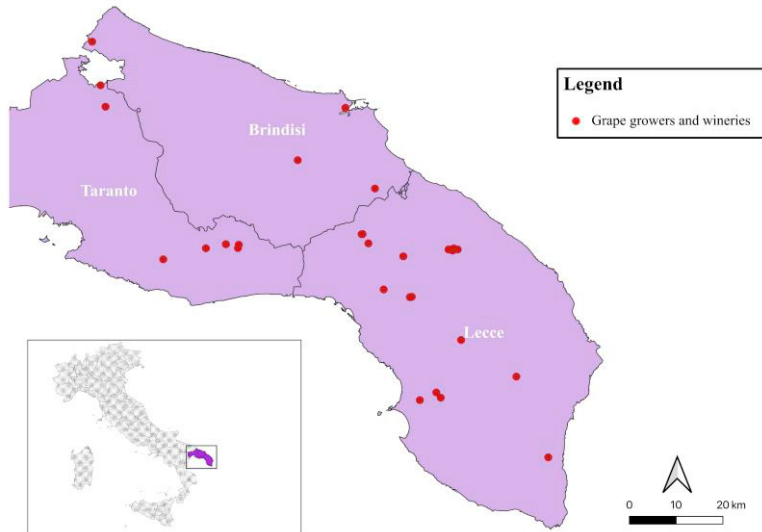 Legend
Grape growers and wineries
Brindisi
Taranto
Lecce
0 10 20 km